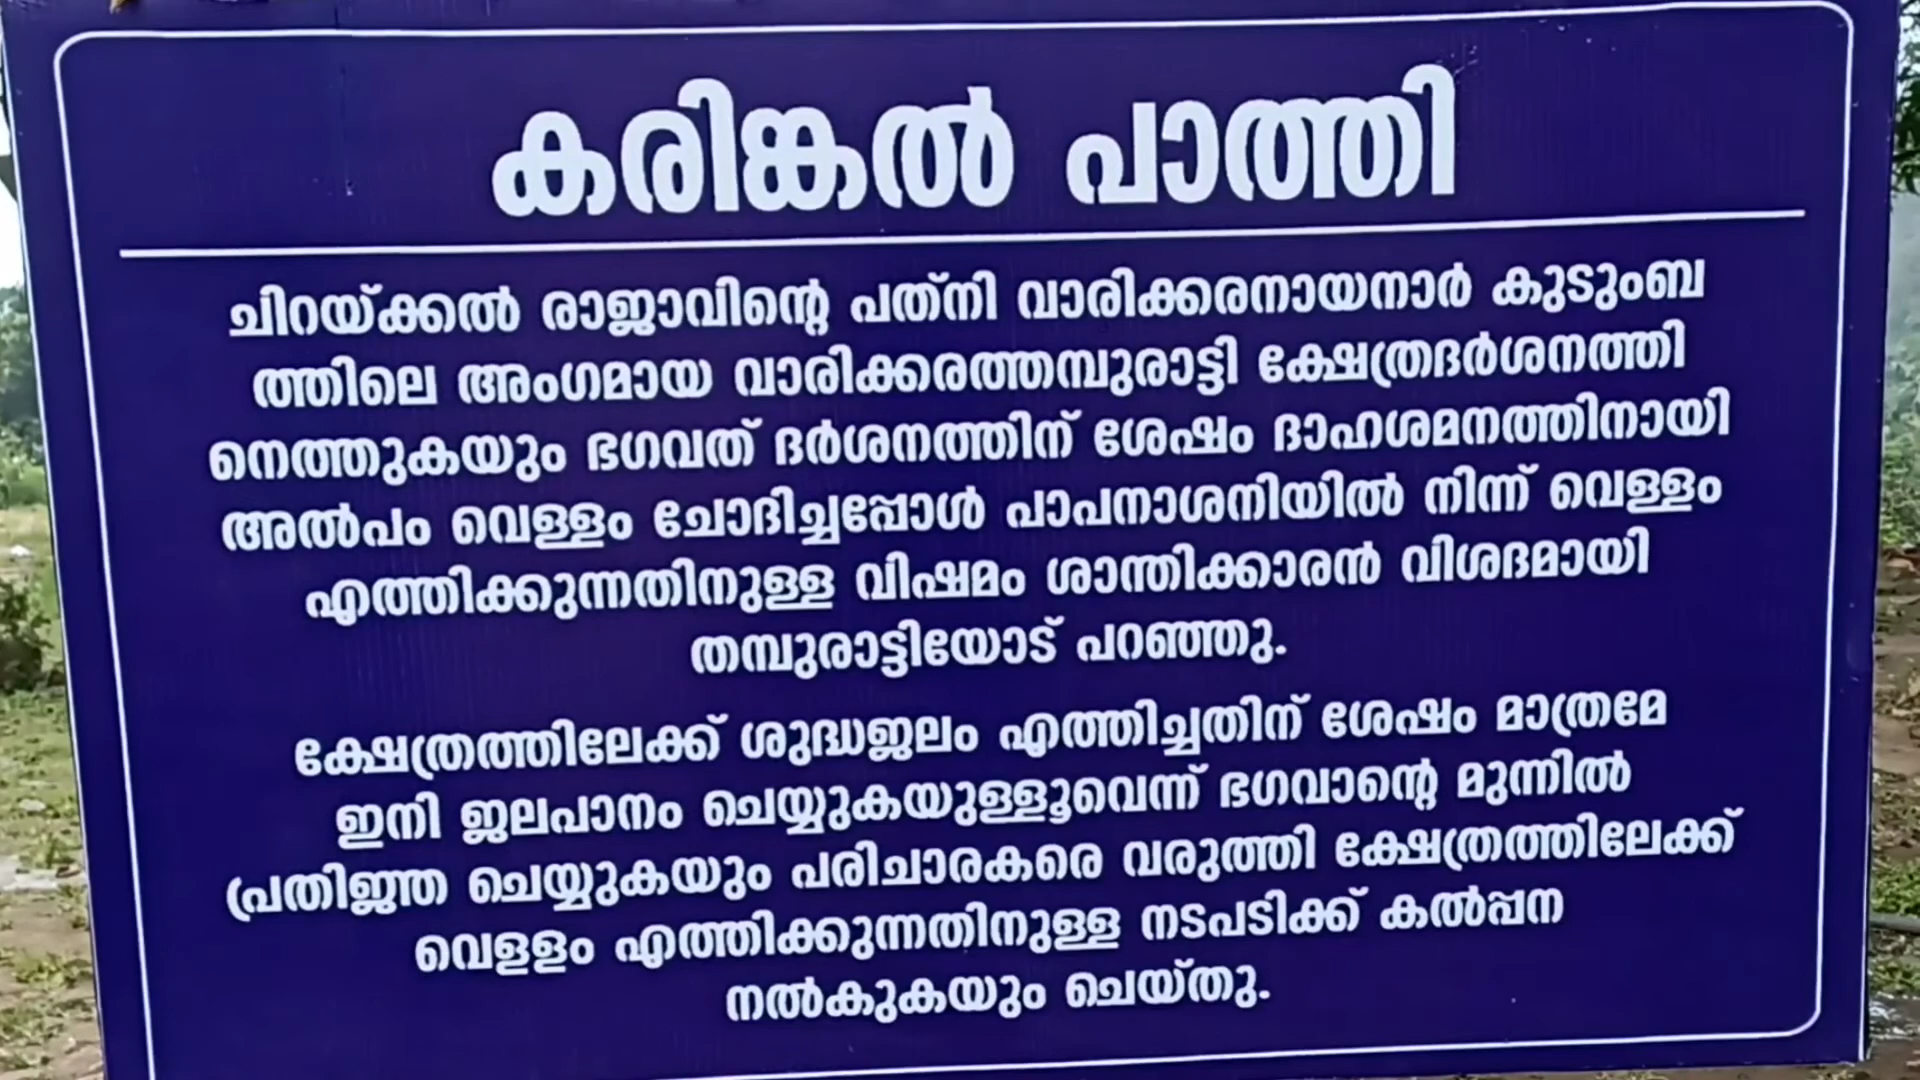 കരിങ്കൽ പാത്തി
ചിറയ്ക്കൽ രാജാവിന്റെ പത്നി വാരിക്കരനായനാർ കുടുംബ
ത്തിലെ അംഗമായ വാരിക്കരത്തമ്പുരാട്ടി ക്ഷേത്രദർശനത്തി
നെത്തുകയും ഭഗവത് ദർശനത്തിന് ശേഷം ദാഹശമനത്തിനായി
അൽപം വെള്ളം ചോദിച്ചപ്പോൾ പാപനാശനിയിൽ നിന്ന് വെള്ളം
എത്തിക്കുന്നതിനുള്ള വിഷമം ശാന്തിക്കാരൻ വിശദമായി
തമ്പുരാട്ടിയോട് പറഞ്ഞു.
ക്ഷേത്രത്തിലേക്ക് ശുദ്ധജലം എത്തിച്ചതിന് ശേഷം മാത്രമേ
ഇനി ജലപാനം ചെയ്യുകയുള്ളൂവെന്ന് ഭഗവാന്റെ മുന്നിൽ
പ്രതിജ്ഞ ചെയ്യുകയും പരിചാരകരെ വരുത്തി ക്ഷേത്രത്തിലേക്ക്
വെളളം എത്തിക്കുന്നതിനുള്ള നടപടിക്ക് കൽപ്പന
നൽകുകയും ചെയ്തു.